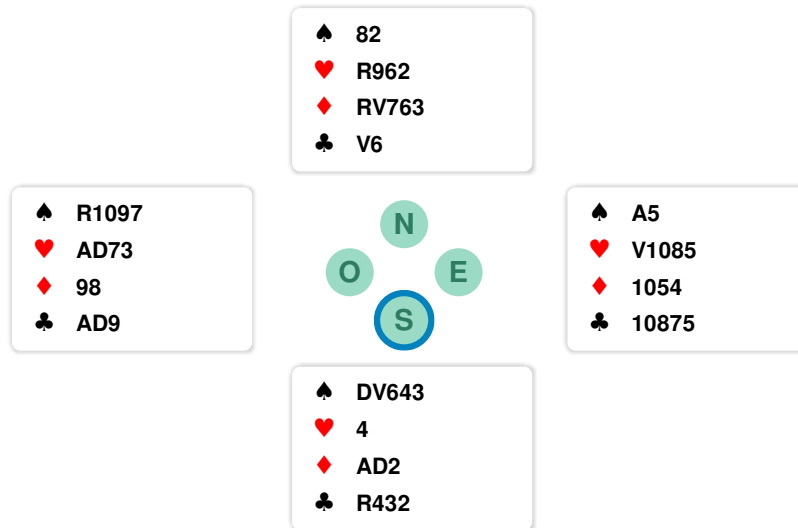 ♠ 82
♥ R962
♦ RV763
♣ V6
♠ R1097
♥ AD73
♦ 98
♣ AD9
N
O E
S
♠ A5
♥ V1085
♦ 1054
♣ 10875
♠ DV643
♥ 4
♦ AD2
♣ R432